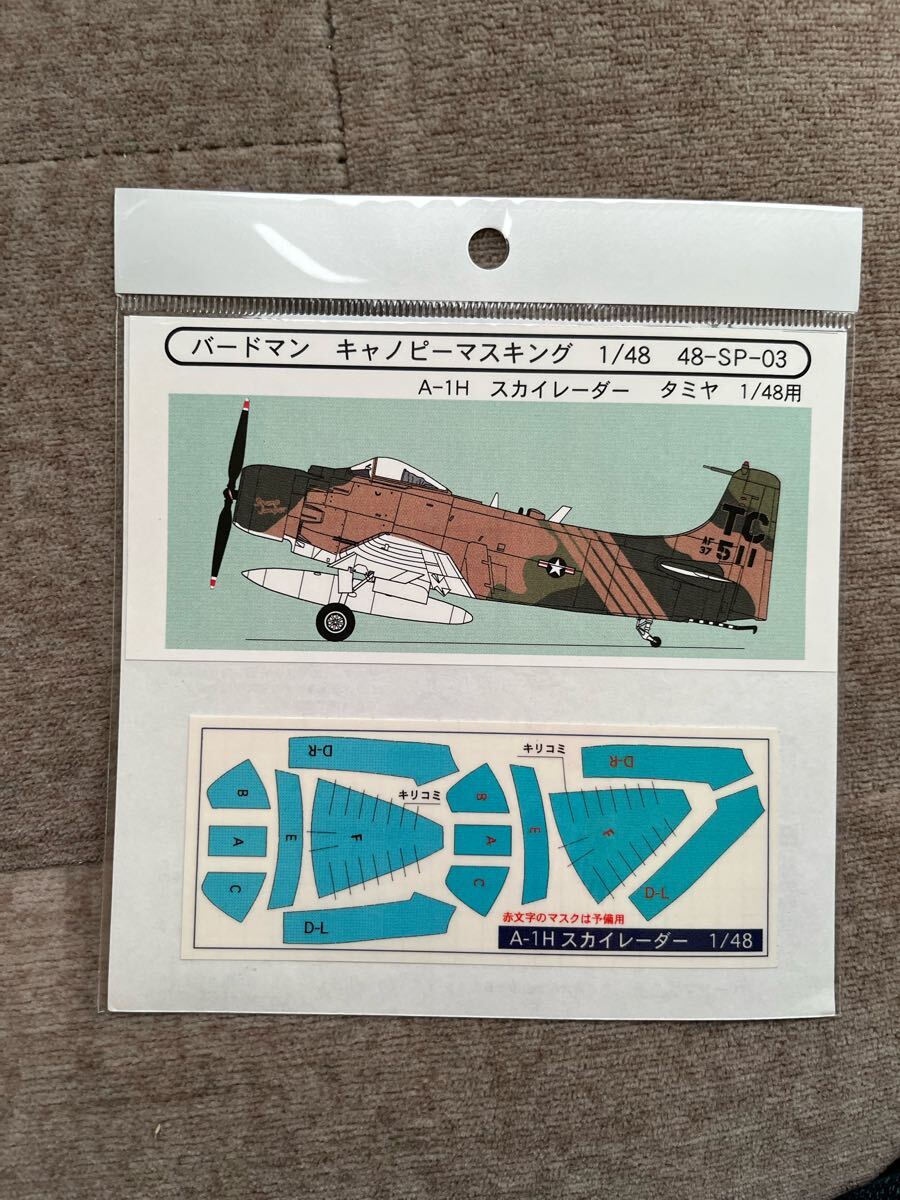 バードマン キャノピーマスキング 1/48 48-SP-03
A-1H スカイレーダー タミヤ 1/48用
TC
AF
37 511
D-R
キリコミ
D-R
B
キリコミ
B
A
E
F
A
E
F
C
C
D-L
D-L
赤文字のマスクは予備用
A-1H スカイレーダー 1/48